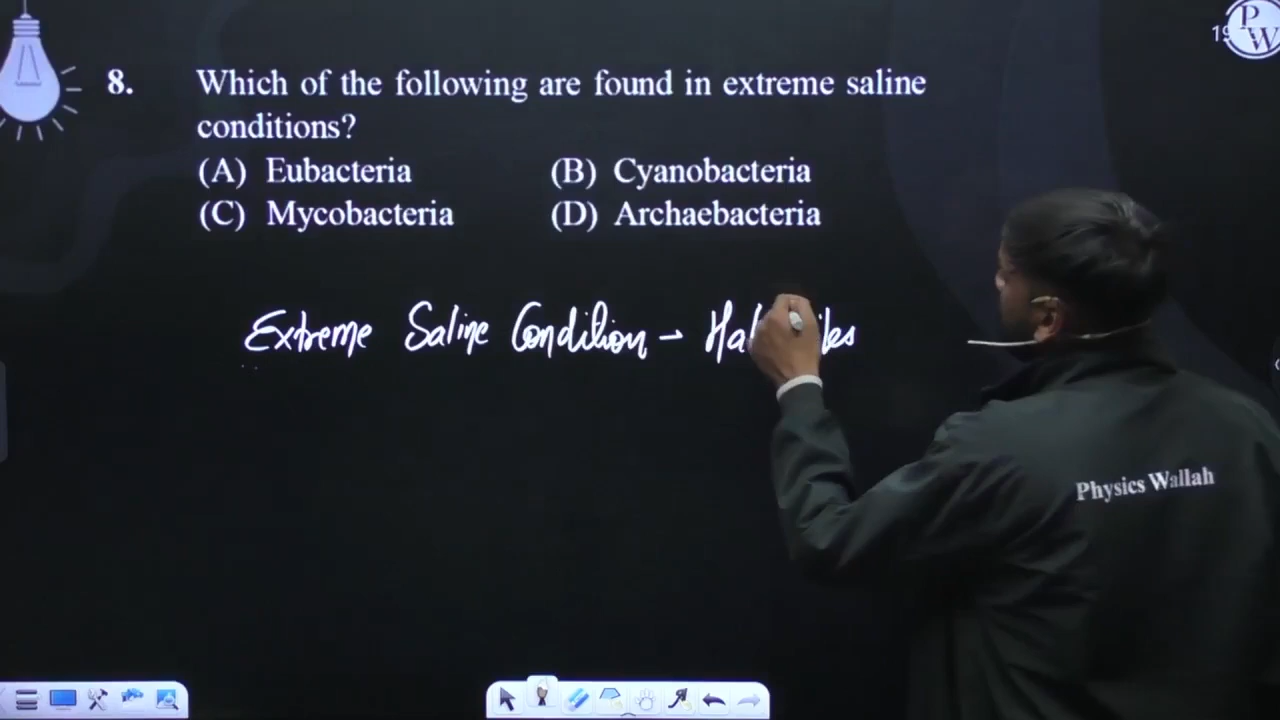 PW
8. Which of the following are found in extreme saline
conditions?
(A) Eubacteria (B) Cyanobacteria
(C) Mycobacteria (D) Archaebacteria
Extreme Saline Condition -
Physics Wallah